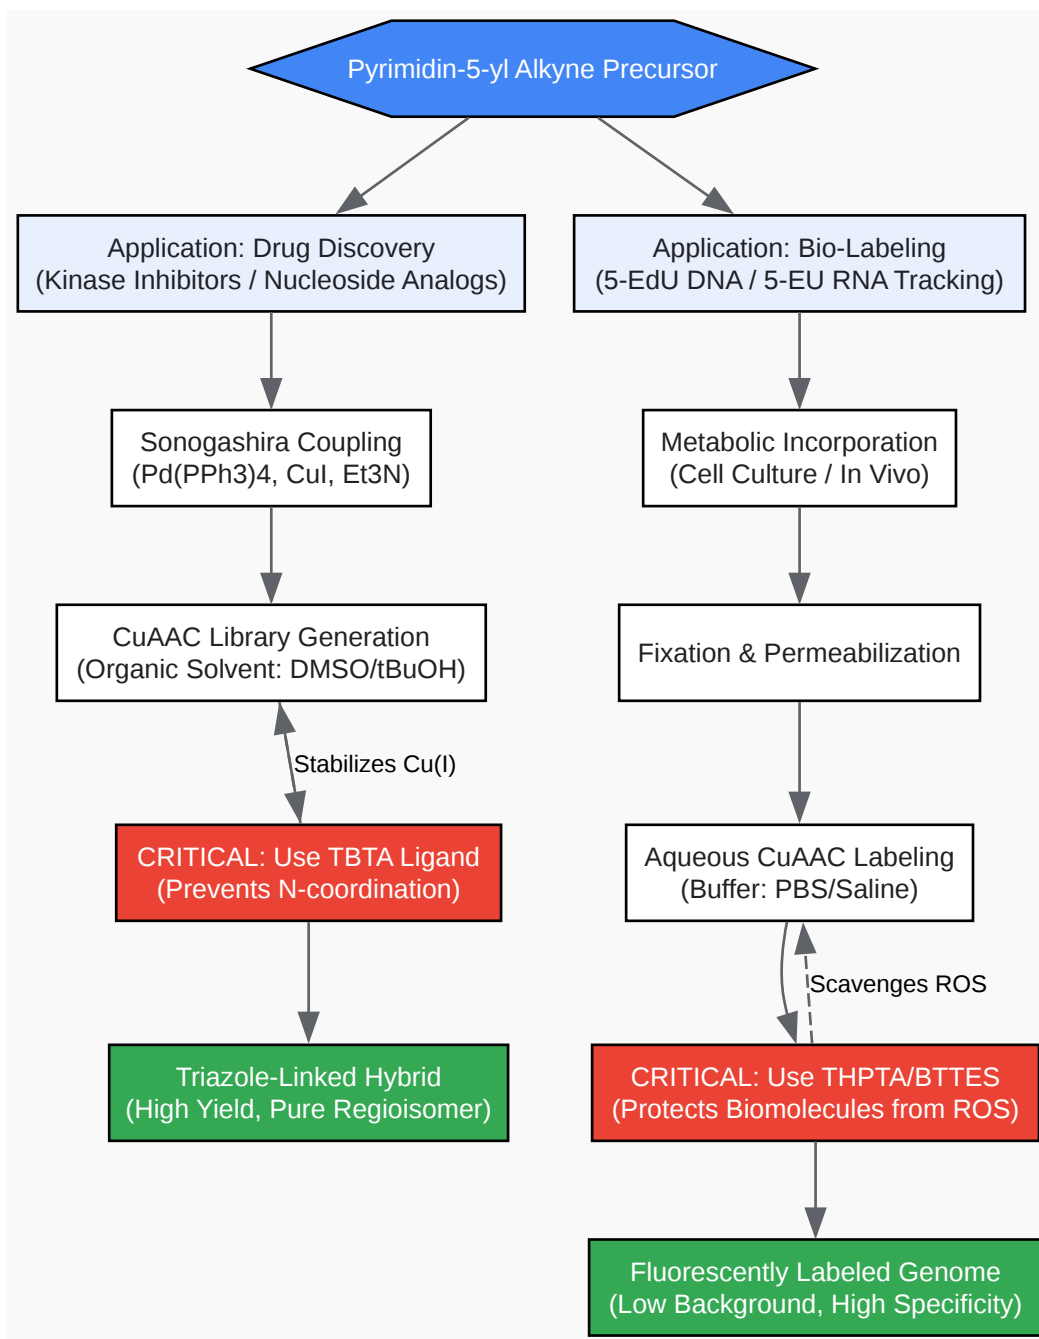 Pyrimidin-5-yl Alkyne Precursor
Application: Drug Discovery
(Kinase Inhibitors / Nucleoside Analogs)
Application: Bio-Labeling
(5-EdU DNA / 5-EU RNA Tracking)
Sonogashira Coupling
(Pd(PPh3)4, CuI, Et3N)
Metabolic Incorporation
(Cell Culture / In Vivo)
CuAAC Library Generation
(Organic Solvent: DMSO/tBuOH)
Fixation & Permeabilization
Stabilizes Cu(I)
CRITICAL: Use TBTA Ligand
(Prevents N-coordination)
Aqueous CuAAC Labeling
(Buffer: PBS/Saline)
Scavenges ROS
Triazole-Linked Hybrid
(High Yield, Pure Regioisomer)
CRITICAL: Use THPTA/BTTES
(Protects Biomolecules from ROS)
Fluorescently Labeled Genome
(Low Background, High Specificity)